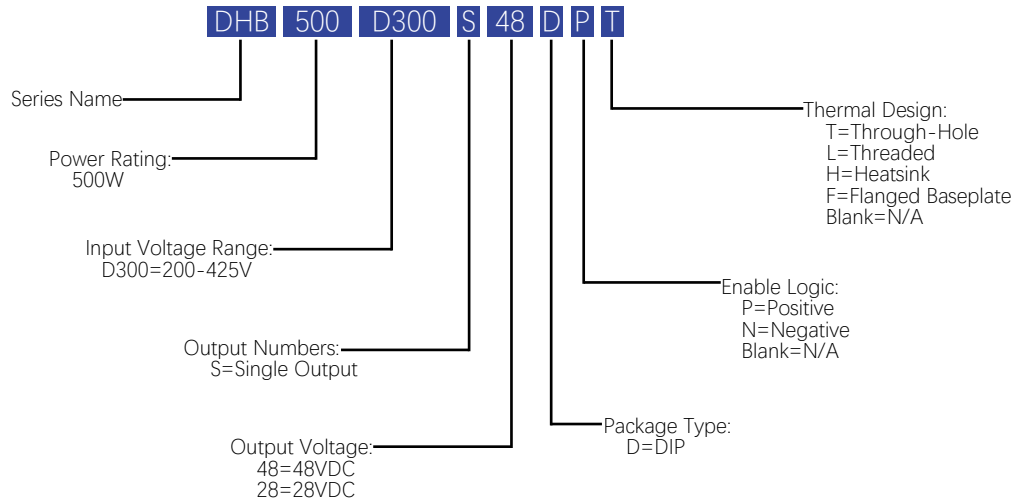 DHB 500 D300 S 48 D P T
Series Name
Thermal Design:
T=Through-Hole
L=Threaded
H=Heatsink
F=Flanged Baseplate
Blank=N/A
Power Rating:
500W
Input Voltage Range:
D300=200-425V
Enable Logic:
P=Positive
N=Negative
Blank=N/A
Output Numbers:
S=Single Output
Package Type:
D=DIP
Output Voltage:
48=48VDC
28=28VDC